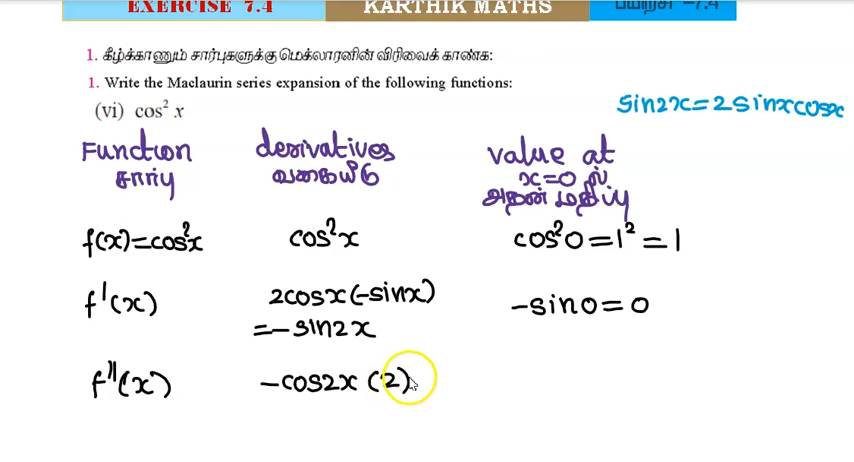 EXERCISE 7.4
KARTHIK MATHS
பயிற்சி -7.4
1. கீழ்க்காணும் சார்புகளுக்கு மெக்லாரனின் விரிவைக் காண்க:
1. Write the Maclaurin series expansion of the following functions:
(vi) cos² x
sin2x=2sinxcosx
Function derivatives value at
சார்பு வகையீடு x=0 ல்
அதன் மதிப்பு
f(x)=cos²x cos²x cos²0=1²=1
f'(x) 2cosx(-sinx) -sin0=0
=-sin2x
f''(x) -cos2x (2)